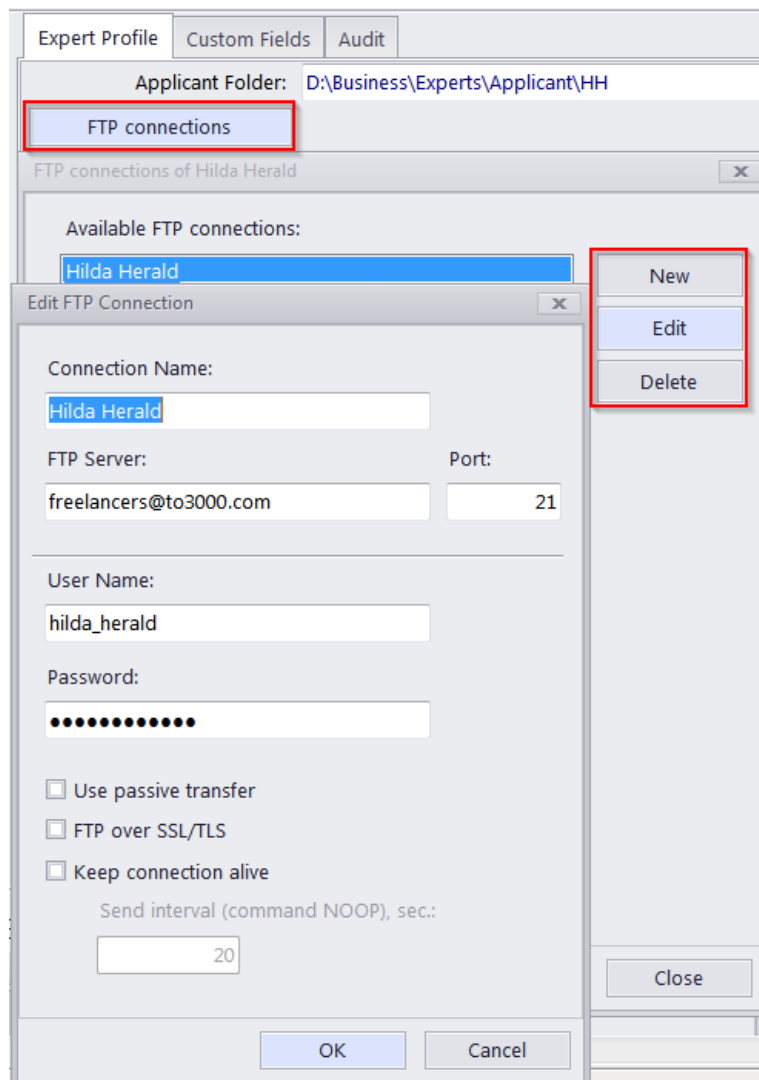 Expert Profile Custom Fields Audit
Applicant Folder: D:\Business\Experts\Applicant\HH
FTP connections
FTP connections of Hilda Herald
Available FTP connections:
Hilda Herald
New
Edit FTP Connection
Edit
Connection Name:
Delete
Hilda Herald
FTP Server: Port:
freelancers@to3000.com 21
User Name:
hilda_herald
Password:
●●●●●●●●●●●●
Use passive transfer
FTP over SSL/TLS
Keep connection alive
Send interval (command NOOP), sec.:
20
Close
OK Cancel